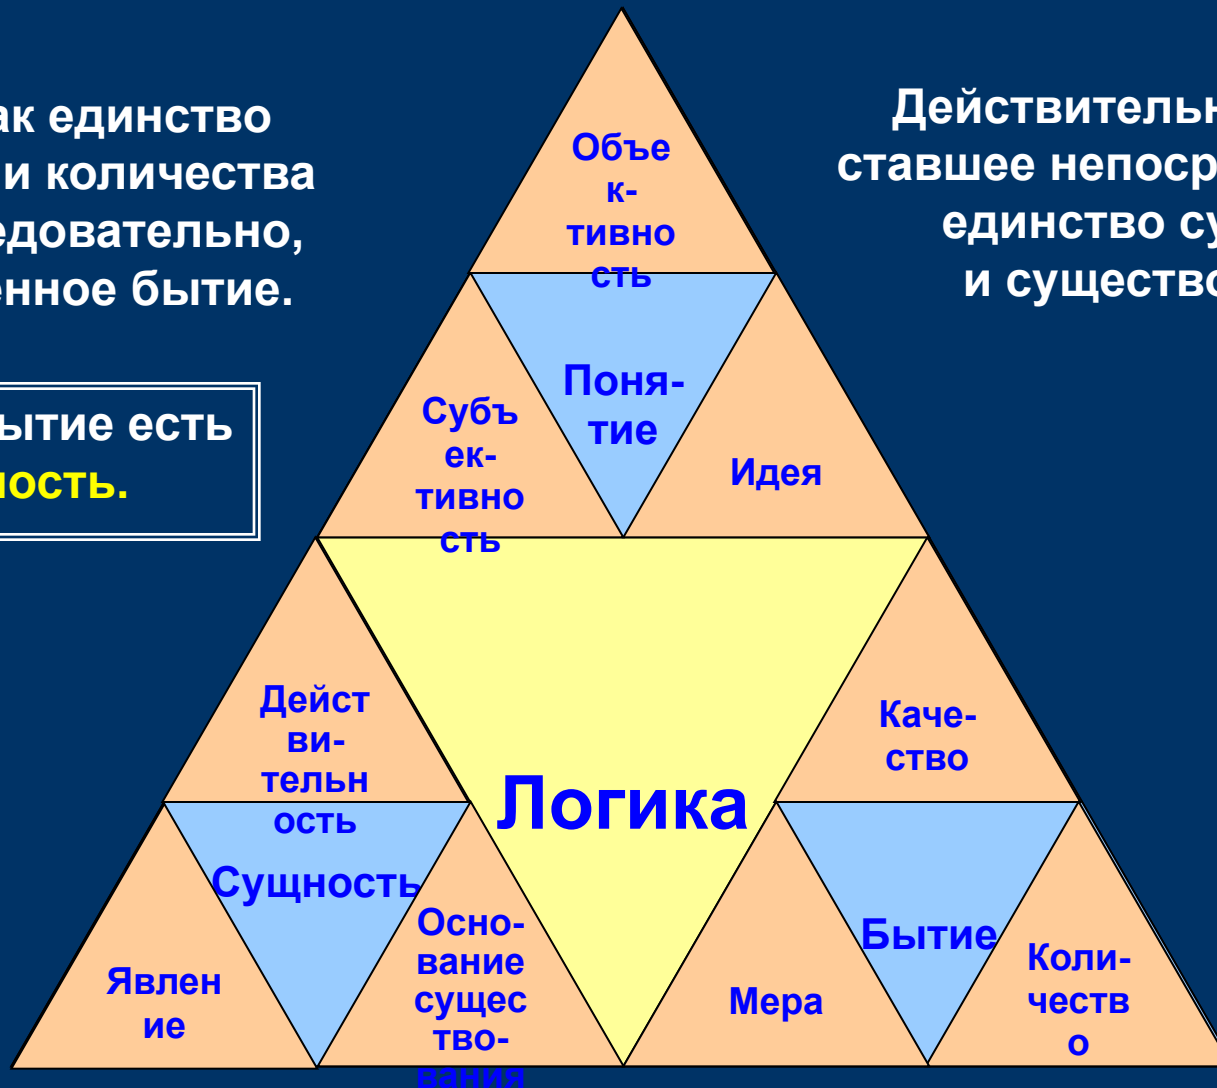 ак единство
и количества
едовательно,
енное бытие.
ытие есть
ность.
Действительн
ставшее непоср
единство су
и существо
Объе
к-
тивно
сть
Поня-
тие
Субъ
ек-
тивно
сть
Идея
Дейст
ви-
тельн
ость
Сущность
Явлен
ие
Осно-
вание
сущес
тво-
вания
Логика
Каче-
ство
Бытие
Мера
Коли-
честв
о